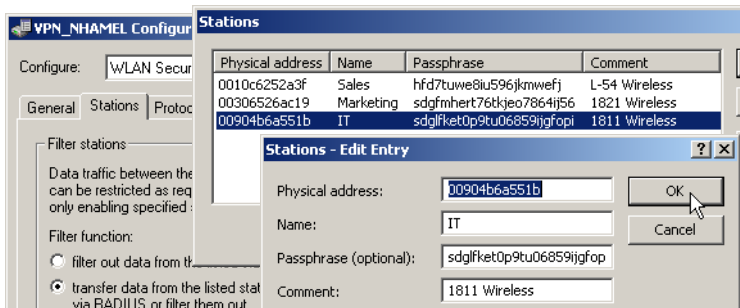 VPN_NHAMEL Configur
Configure: WLAN Secur
General Stations Protoc
Filter stations
Data traffic between the
can be restricted as req
only enabling specified
Filter function:
filter out data from th
transfer data from the listed stat
via RADIUS or filter them out
Stations
Physical address Name Passphrase Comment
0010c6252a3f Sales hfd7tuwe8iu596jkmwefj L-54 Wireless
00306526ac19 Marketing sdgfmhert76tkjeo7864ij56 1821 Wireless
00904b6a551b IT sdglfket0p9tu06859ijgfopi 1811 Wireless
Stations - Edit Entry
Physical address: 00904b6a551b OK
Name: IT Cancel
Passphrase (optional): sdglfket0p9tu06859ijgfop
Comment: 1811 Wireless